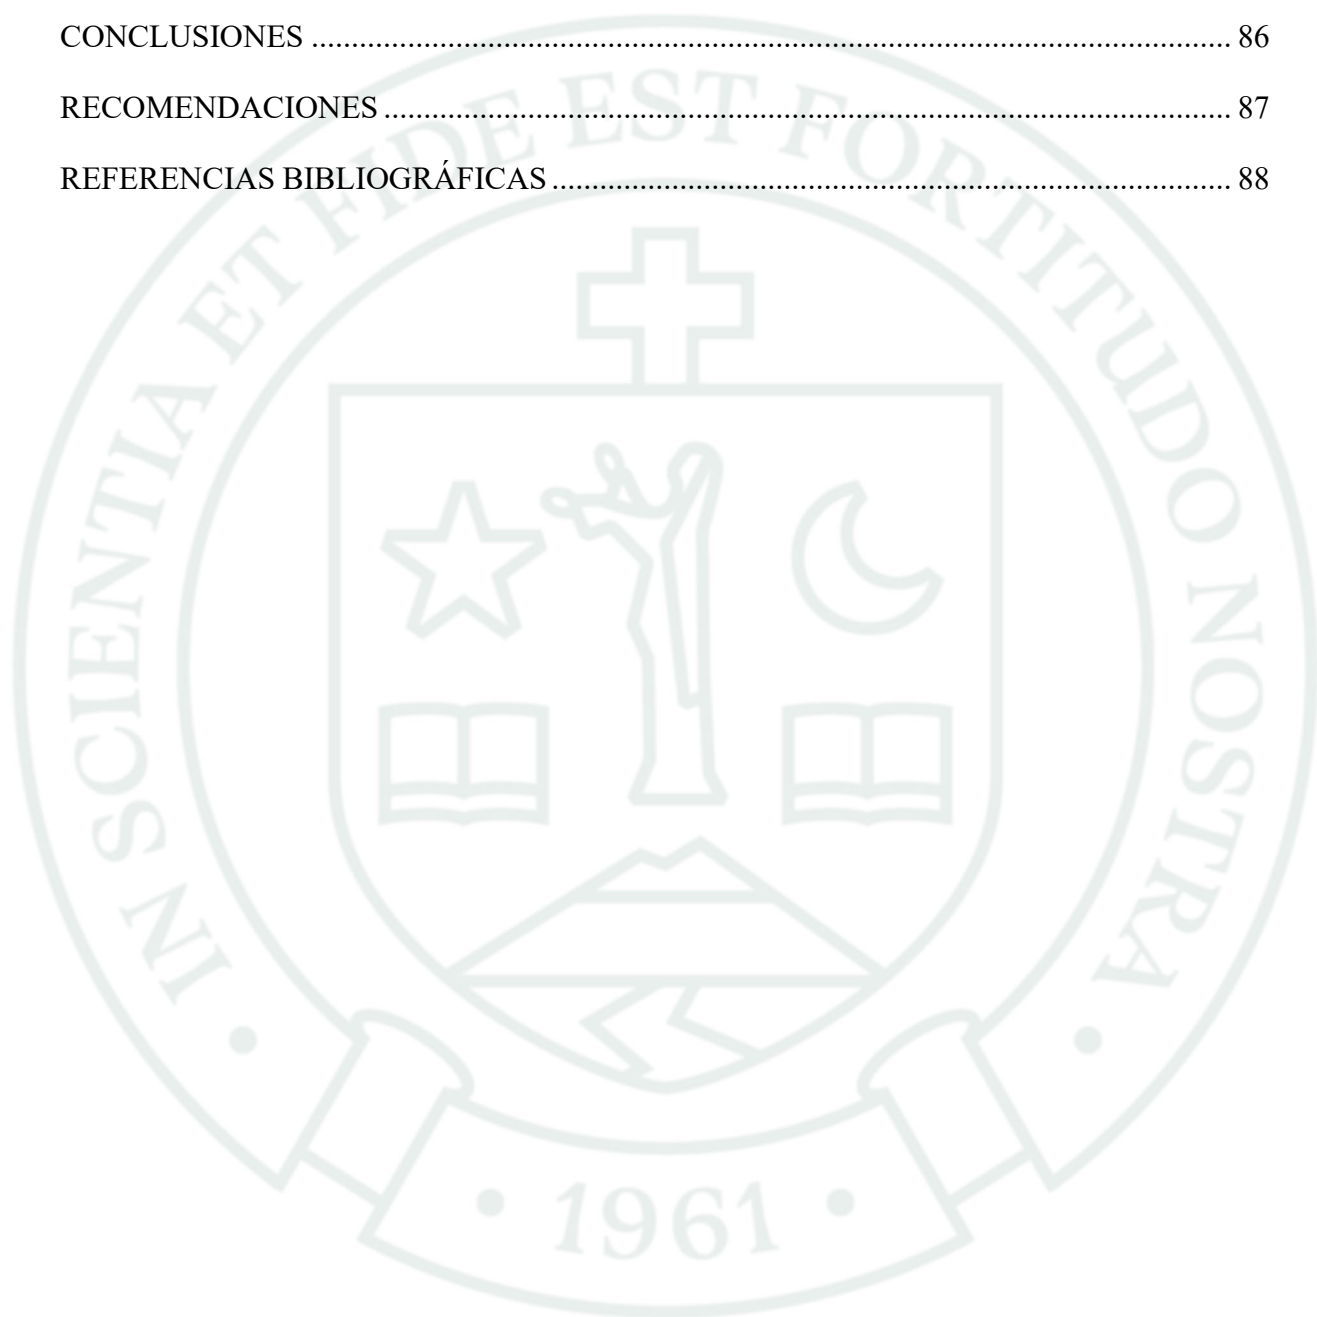 CONCLUSIONES ........................................................................................................................ 86
RECOMENDACIONES ............................................................................................................... 87
REFERENCIAS BIBLIOGRÁFICAS ......................................................................................... 88
IN SCIENTIA ET FIDE EST FORTITUDO NOSTRA
• 1961 •